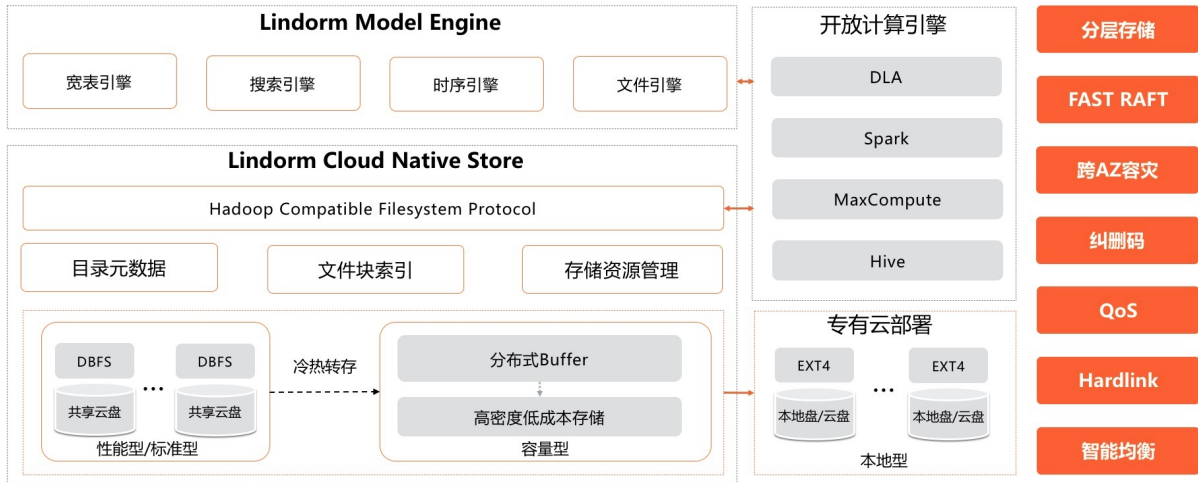 Lindorm Model Engine
宽表引擎
搜索引擎
时序引擎
文件引擎
Lindorm Cloud Native Store
Hadoop Compatible Filesystem Protocol
目录元数据
文件块索引
存储资源管理
DBFS
...
DBFS
共享云盘
共享云盘
性能型/标准型
冷热转存
分布式Buffer
高密度低成本存储
容量型
开放计算引擎
DLA
Spark
MaxCompute
Hive
专有云部署
EXT4
...
EXT4
本地盘/云盘
本地盘/云盘
本地型
分层存储
FAST RAFT
跨AZ容灾
纠删码
QoS
Hardlink
智能均衡